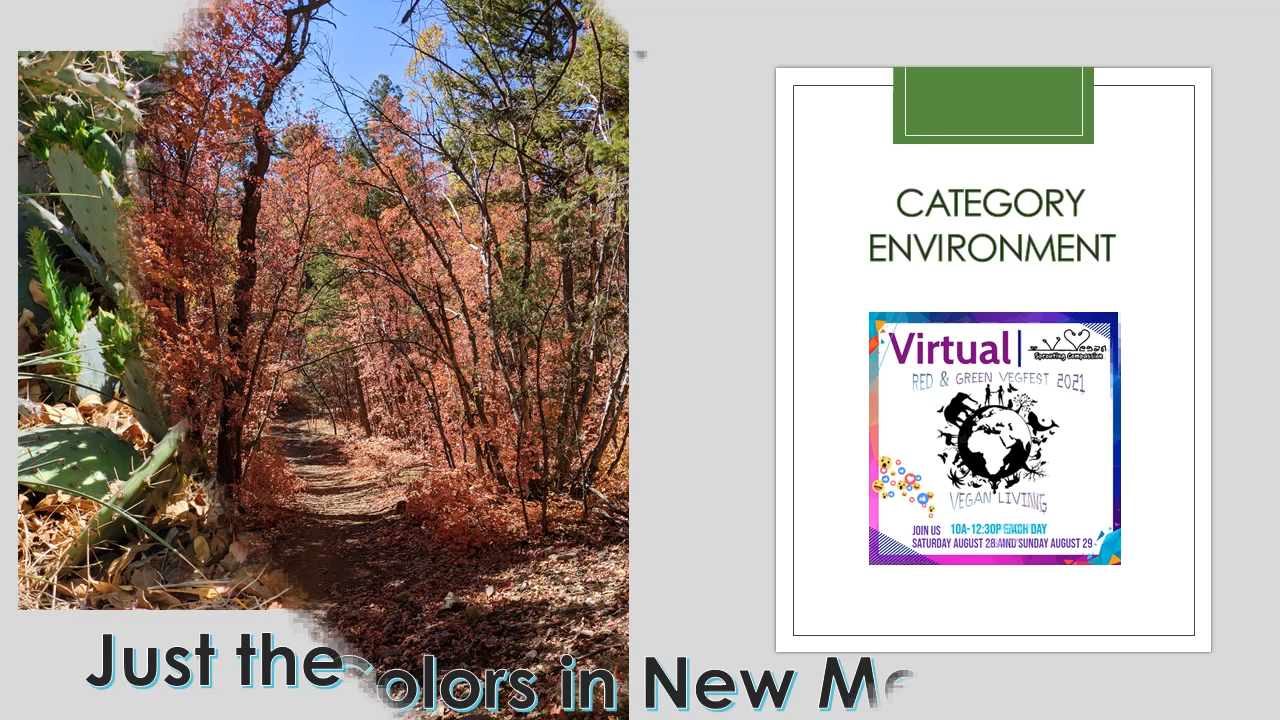 CATEGORY
ENVIRONMENT
Virtual
Vegan
Sprouting Compassion
RED & GREEN VEGFEST 2021
VEGAN LIVING
JOIN US 10A-12:30P EACH DAY
SATURDAY AUGUST 28 AND SUNDAY AUGUST 29
Just the
olors in New Me